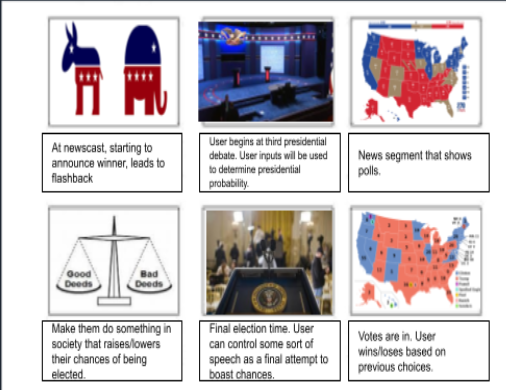 At newscast, starting to
announce winner, leads to
flashback
User begins at third presidential
debate. User inputs will be used
to determine presidential
probability.
News segment that shows
polls.
Good
Deeds
Bad
Deeds
Make them do something in
society that raises/lowers
their chances of being
elected.
Final election time. User
can control some sort of
speech as a final attempt to
boast chances.
Votes are in. User
wins/loses based on
previous choices.